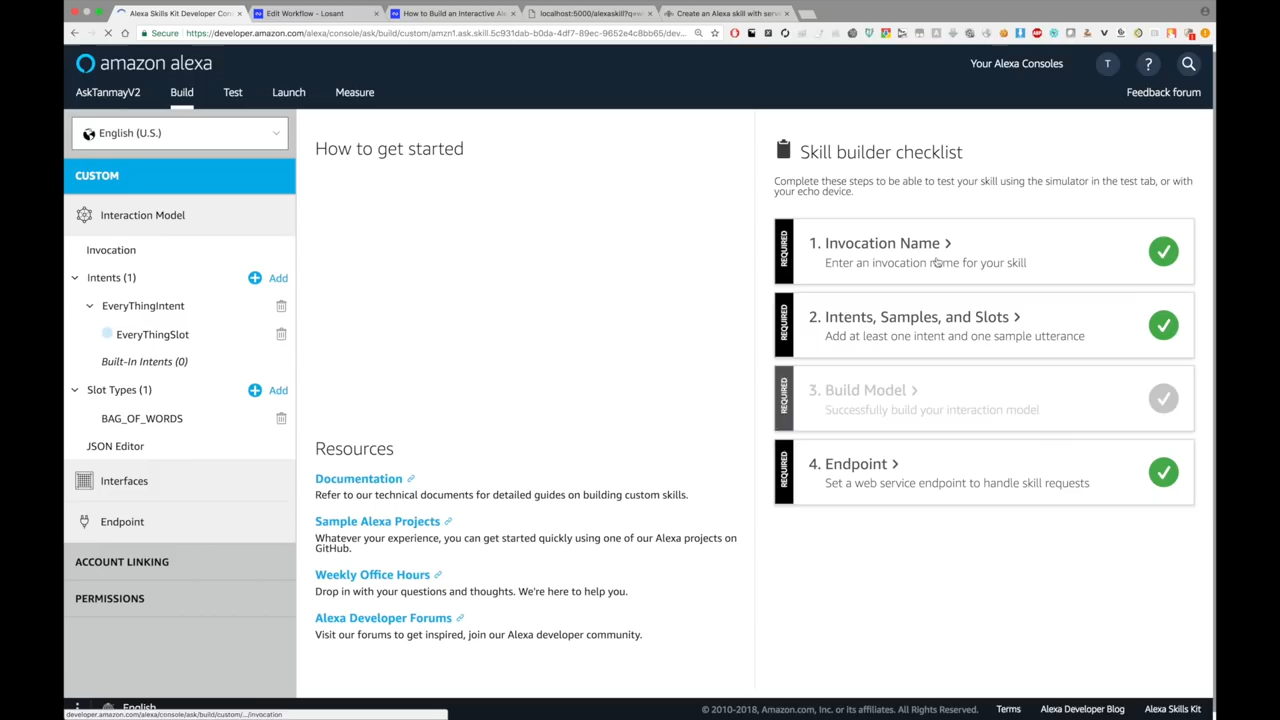 Alexa Skills Kit Developer Con
Edit Workflow – Losant
How to Build an Interactive Al
localhost:5000/alexaskill?q=w
Create an Alexa skill with serv
Secure
https://developer.amazon.com/alexa/console/ask/build/custom/amzn1.ask.skill.5c931dab-b0da-4df7-89ec-9652e4c8bb65/dev...
amazon alexa
Your Alexa Consoles
T
?
AskTanmayV2
Build
Test
Launch
Measure
Feedback forum
English (U.S.)
CUSTOM
Interaction Model
Invocation
Intents (1)
Add
EveryThingIntent
EveryThingSlot
Built-In Intents (0)
Slot Types (1)
Add
BAG_OF_WORDS
JSON Editor
Interfaces
Endpoint
ACCOUNT LINKING
PERMISSIONS
English
How to get started
Resources
Documentation
Refer to our technical documents for detailed guides on building custom skills.
Sample Alexa Projects
Whatever your experience, you can get started quickly using one of our Alexa projects on
GitHub.
Weekly Office Hours
Drop in with your questions and thoughts. We're here to help you.
Alexa Developer Forums
Visit our forums to get inspired, join our Alexa developer community.
Skill builder checklist
Complete these steps to be able to test your skill using the simulator in the test tab, or with
your echo device.
REQUIRED
1. Invocation Name >
Enter an invocation name for your skill
REQUIRED
2. Intents, Samples, and Slots >
Add at least one intent and one sample utterance
REQUIRED
3. Build Model >
Successfully build your interaction model
REQUIRED
4. Endpoint >
Set a web service endpoint to handle skill requests
© 2010-2018, Amazon.com, Inc. or its affiliates. All Rights Reserved.
Terms
Alexa Developer Blog
Alexa Skills Kit
developer.amazon.com/alexa/console/ask/build/custom/.../invocation